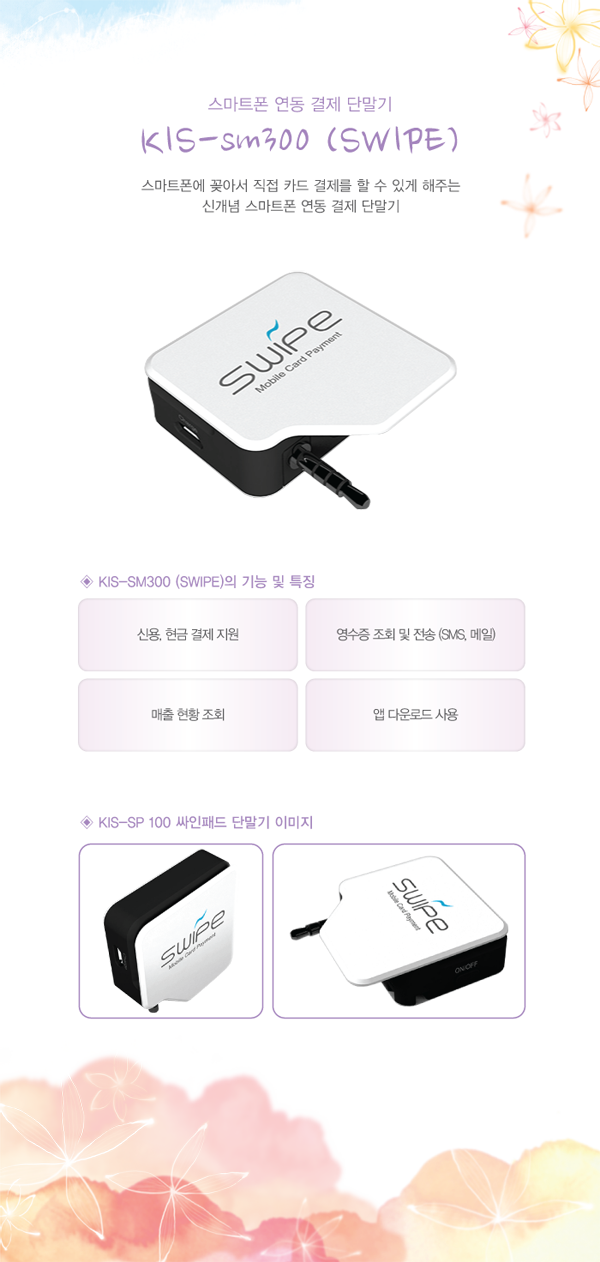 스마트폰 연동 결제 단말기
KIS-sm300 (SWIPE)
스마트폰에 꽂아서 직접 카드 결제를 할 수 있게 해주는
신개념 스마트폰 연동 결제 단말기
swipe
Mobile Card Payment
◈ KIS-SM300 (SWIPE)의 기능 및 특징
신용, 현금 결제 지원
영수증 조회 및 전송 (SMS, 메일)
매출 현황 조회
앱 다운로드 사용
◈ KIS-SP 100 싸인패드 단말기 이미지
swipe
Mobile Card Payment
swipe
Mobile Card Payment
ON/OFF